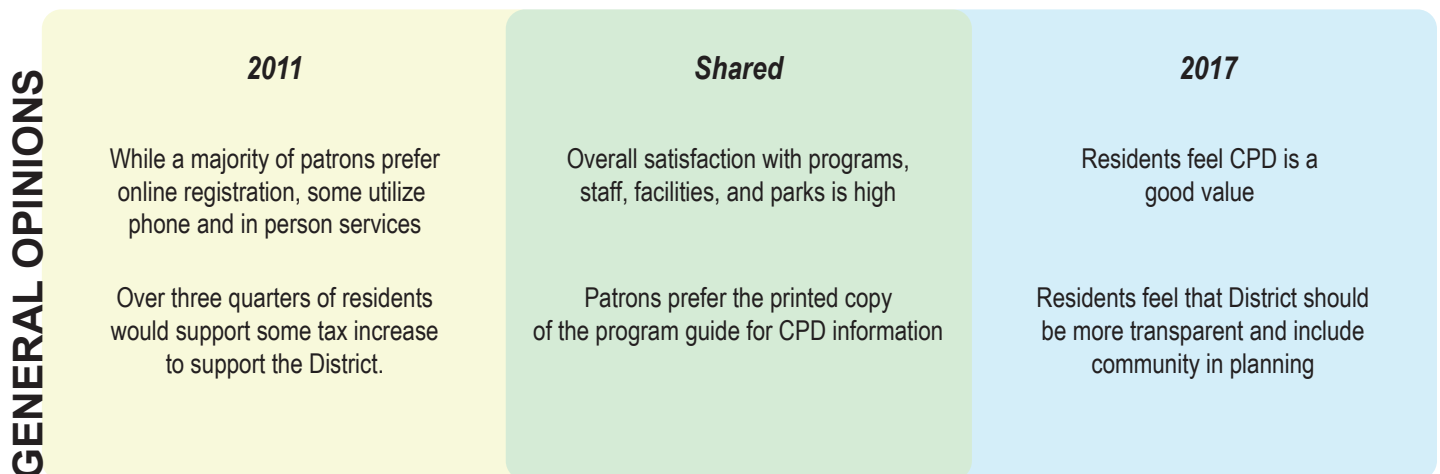 GENERAL OPINIONS
2011
While a majority of patrons prefer
online registration, some utilize
phone and in person services
Over three quarters of residents
would support some tax increase
to support the District.
Shared
Overall satisfaction with programs,
staff, facilities, and parks is high
Patrons prefer the printed copy
of the program guide for CPD information
2017
Residents feel CPD is a
good value
Residents feel that District should
be more transparent and include
community in planning